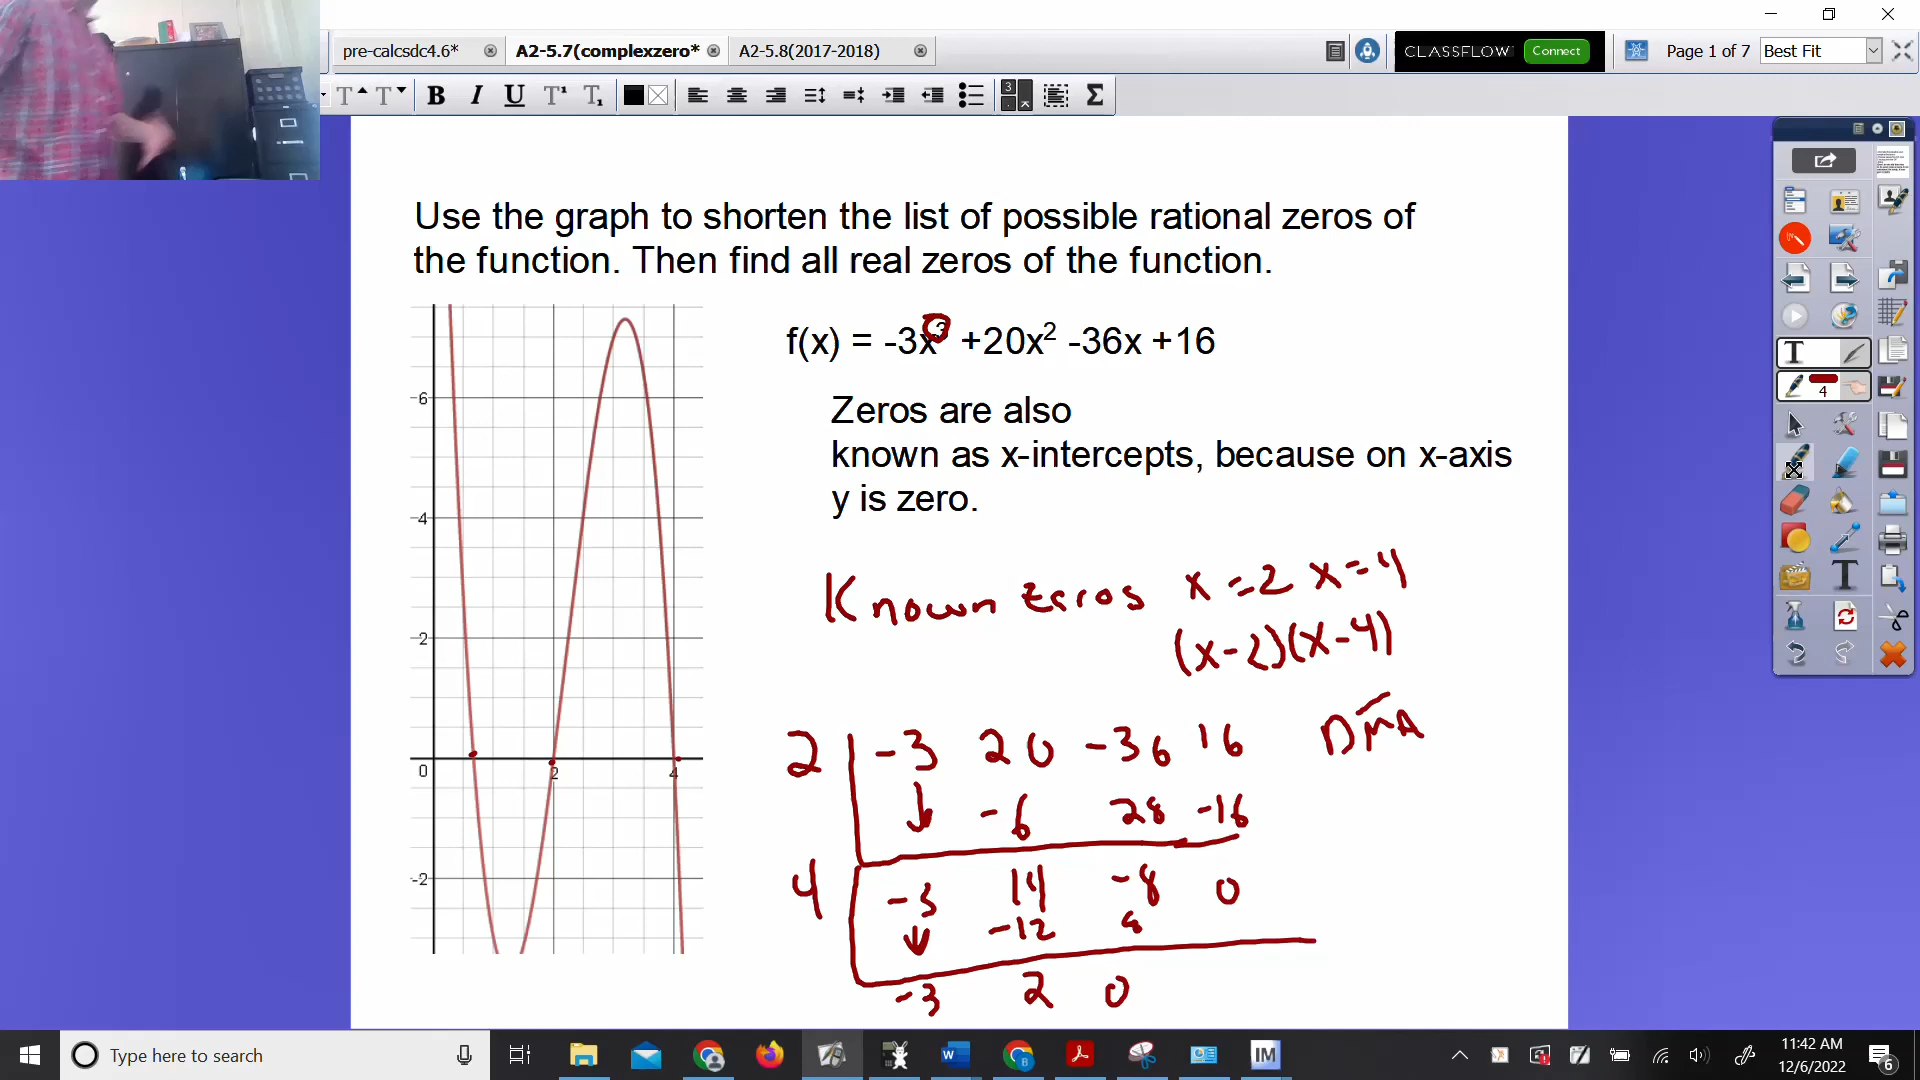 pre-calcsdc4.6*
A2-5.7(complexzero*
A2-5.8(2017-2018)
CLASSFLOW Connect
Page 1 of 7
Best Fit
Use the graph to shorten the list of possible rational zeros of
the function. Then find all real zeros of the function.
f(x) = -3x³ +20x² -36x +16
Zeros are also
known as x-intercepts, because on x-axis
y is zero.
Known zeros x=2 x=4
(x-2)(x-4)
DMA
2 -3 20 -36 16
-6 28 -16
4 -3 14 -8 0
-12 8
-3 2 0
6
4
2
0 2 4
-2
4
Type here to search
11:42 AM
12/6/2022
6
IM